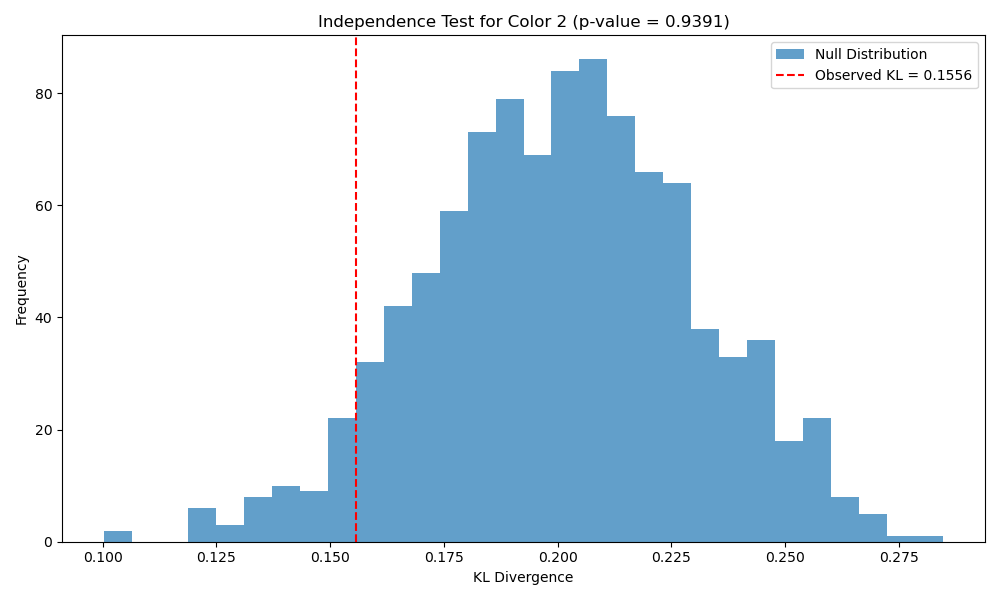 Independence Test for Color 2 (p-value = 0.9391)
Null Distribution
Observed KL = 0.1556
Frequency
80
60
40
20
0
0.100 0.125 0.150 0.175 0.200 0.225 0.250 0.275
KL Divergence